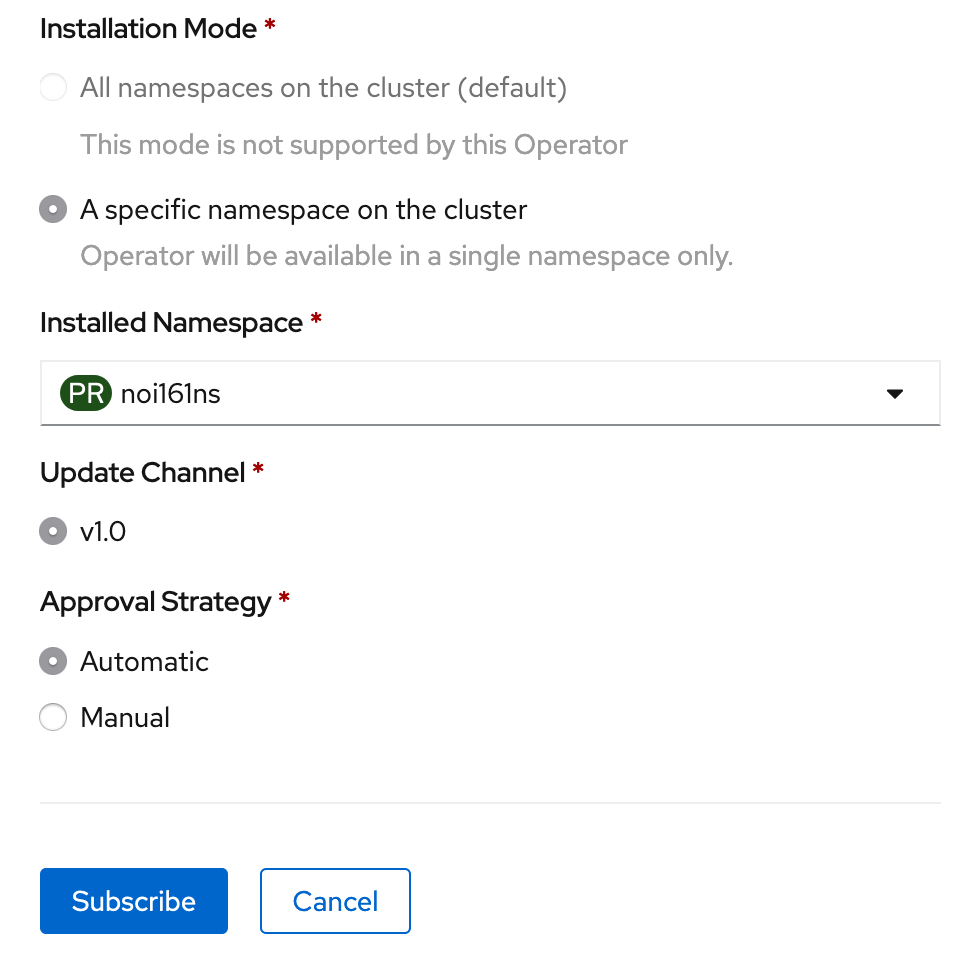 Installation Mode *
All namespaces on the cluster (default)
This mode is not supported by this Operator
A specific namespace on the cluster
Operator will be available in a single namespace only.
Installed Namespace *
PR noi161ns
Update Channel *
v1.0
Approval Strategy *
Automatic
Manual
Subscribe Cancel